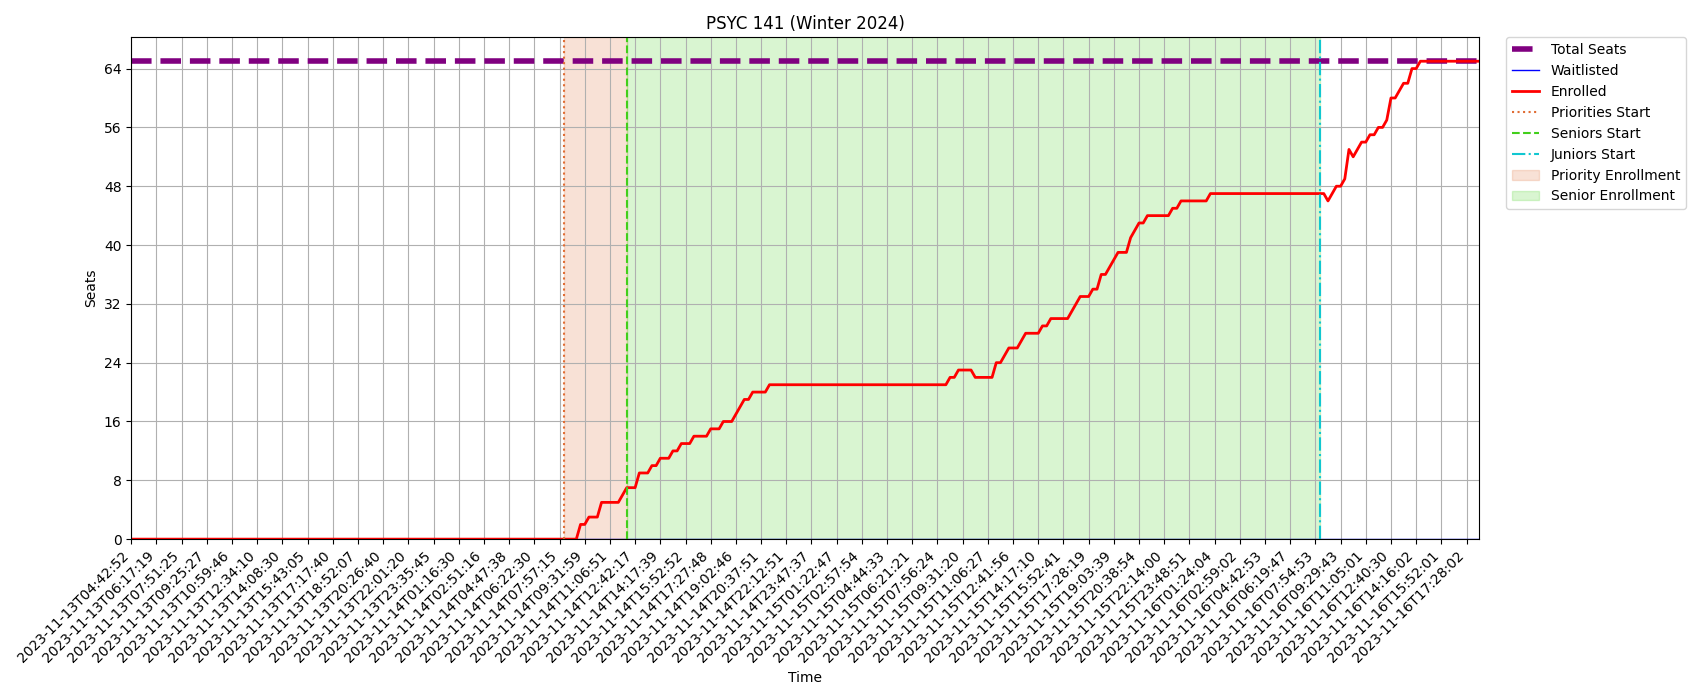 PSYC 141 (Winter 2024)
Total Seats
Waitlisted
Enrolled
Priorities Start
Seniors Start
Juniors Start
Priority Enrollment
Senior Enrollment
Seats
64
56
48
40
32
24
16
8
0
2023-11-13T04:42:52
2023-11-13T06:17:19
2023-11-13T07:51:25
2023-11-13T09:25:27
2023-11-13T10:59:46
2023-11-13T12:34:10
2023-11-13T14:08:30
2023-11-13T15:43:05
2023-11-13T17:17:40
2023-11-13T18:52:07
2023-11-13T20:26:40
2023-11-13T22:01:20
2023-11-13T23:35:45
2023-11-14T01:16:30
2023-11-14T02:51:16
2023-11-14T04:47:38
2023-11-14T06:22:30
2023-11-14T07:57:15
2023-11-14T09:31:59
2023-11-14T11:06:51
2023-11-14T12:42:17
2023-11-14T14:17:39
2023-11-14T15:52:52
2023-11-14T17:27:48
2023-11-14T19:02:46
2023-11-14T20:37:51
2023-11-14T22:12:51
2023-11-14T23:47:37
2023-11-15T01:22:47
2023-11-15T02:57:54
2023-11-15T04:44:33
2023-11-15T06:21:21
2023-11-15T07:56:24
2023-11-15T09:31:20
2023-11-15T11:06:27
2023-11-15T12:41:56
2023-11-15T14:17:10
2023-11-15T15:52:41
2023-11-15T17:28:19
2023-11-15T19:03:39
2023-11-15T20:38:54
2023-11-15T22:14:00
2023-11-15T23:48:51
2023-11-16T01:24:04
2023-11-16T02:59:02
2023-11-16T04:42:53
2023-11-16T06:19:47
2023-11-16T07:54:53
2023-11-16T09:29:43
2023-11-16T11:05:01
2023-11-16T12:40:30
2023-11-16T14:16:02
2023-11-16T15:52:01
2023-11-16T17:28:02
Time